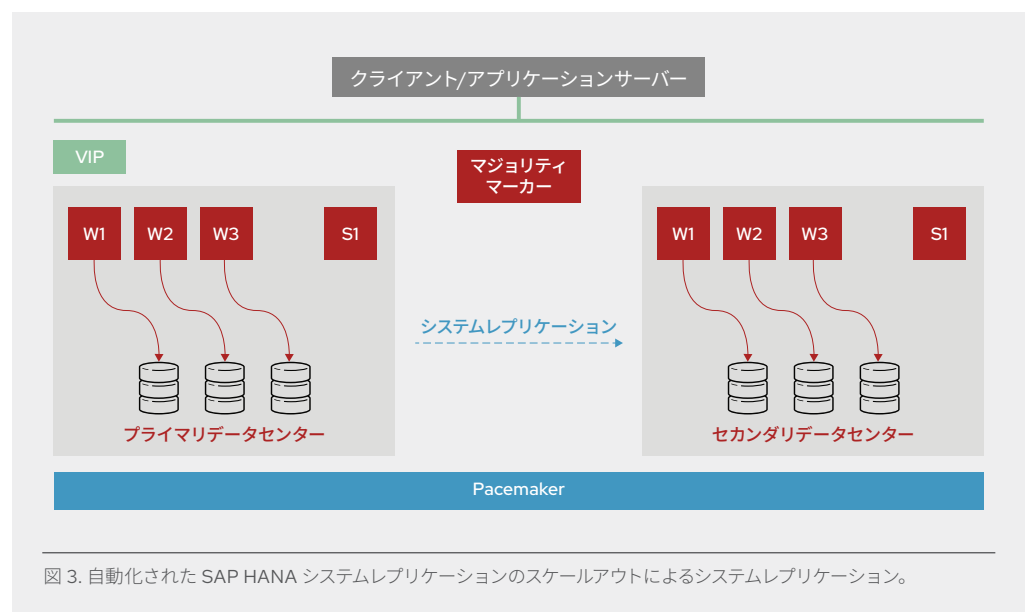 クライアント/アプリケーションサーバー
VIP
マジョリティ
マーカー
W1 W2 W3 S1
W1 W2 W3 S1
システムレプリケーション
プライマリデータセンター
セカンダリデータセンター
Pacemaker
図 3. 自動化された SAP HANA システムレプリケーションのスケールアウトによるシステムレプリケーション。